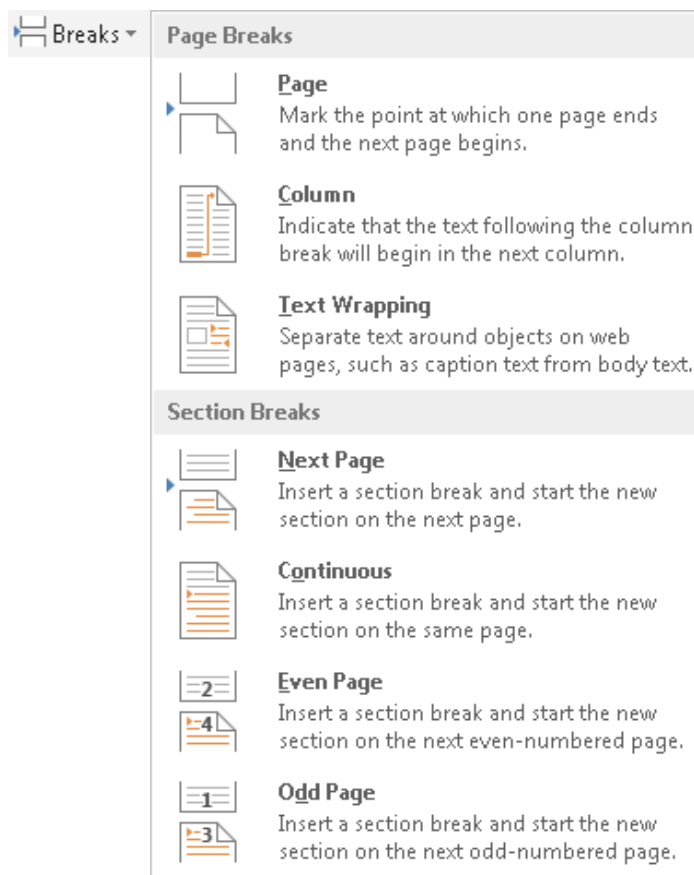 Breaks
Page Breaks
Page
Mark the point at which one page ends
and the next page begins.
Column
Indicate that the text following the column
break will begin in the next column.
Text Wrapping
Separate text around objects on web
pages, such as caption text from body text.
Section Breaks
Next Page
Insert a section break and start the new
section on the next page.
Continuous
Insert a section break and start the new
section on the same page.
2
4
Even Page
Insert a section break and start the new
section on the next even-numbered page.
1
3
Odd Page
Insert a section break and start the new
section on the next odd-numbered page.